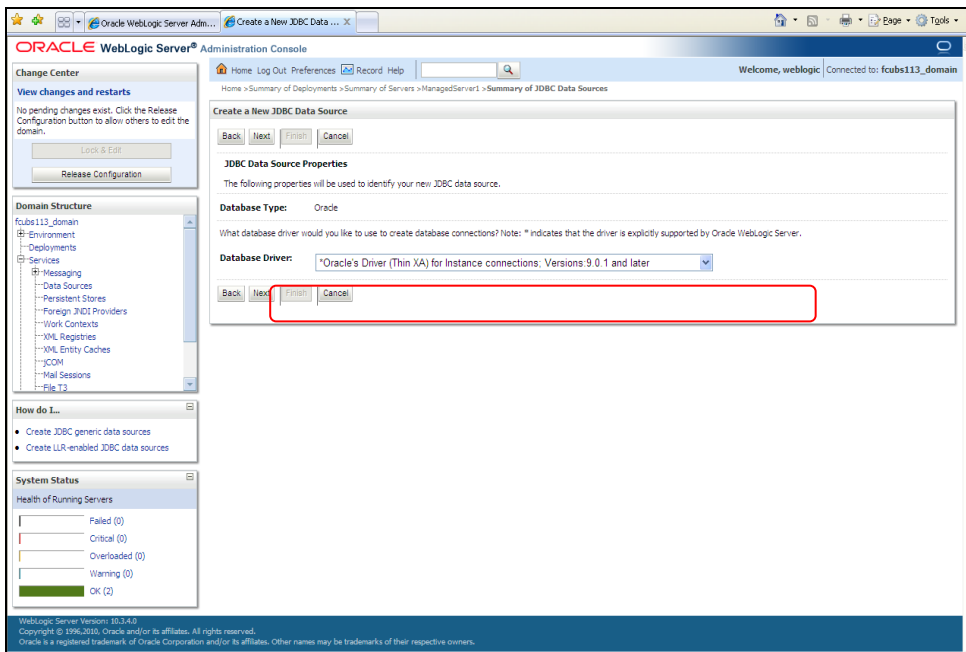 Oracle WebLogic Server Adm...
Create a New JDBC Data ... X
Page
Tools
ORACLE WebLogic Server® Administration Console
Change Center
View changes and restarts
No pending changes exist. Click the Release
Configuration button to allow others to edit the
domain.
Lock & Edit
Release Configuration
Domain Structure
fcubs113_domain
Environment
Deployments
Services
Messaging
Data Sources
Persistent Stores
Foreign JNDI Providers
Work Contexts
XML Registries
XML Entity Caches
jCOM
Mail Sessions
File T3
How do I...
Create JDBC generic data sources
Create LLR-enabled JDBC data sources
System Status
Health of Running Servers
Failed (0)
Critical (0)
Overloaded (0)
Warning (0)
OK (2)
Home Log Out Preferences Record Help
Welcome, weblogic Connected to: fcubs113_domain
Home >Summary of Deployments >Summary of Servers >ManagedServer1 >Summary of JDBC Data Sources
Create a New JDBC Data Source
Back Next Finish Cancel
JDBC Data Source Properties
The following properties will be used to identify your new JDBC data source.
Database Type: Oracle
What database driver would you like to use to create database connections? Note: * indicates that the driver is explicitly supported by Oracle WebLogic Server.
Database Driver: *Oracle's Driver (Thin XA) for Instance connections; Versions:9.0.1 and later
Back Next Finish Cancel
WebLogic Server Version: 10.3.4.0
Copyright © 1996,2010, Oracle and/or its affiliates. All rights reserved.
Oracle is a registered trademark of Oracle Corporation and/or its affiliates. Other names may be trademarks of their respective owners.